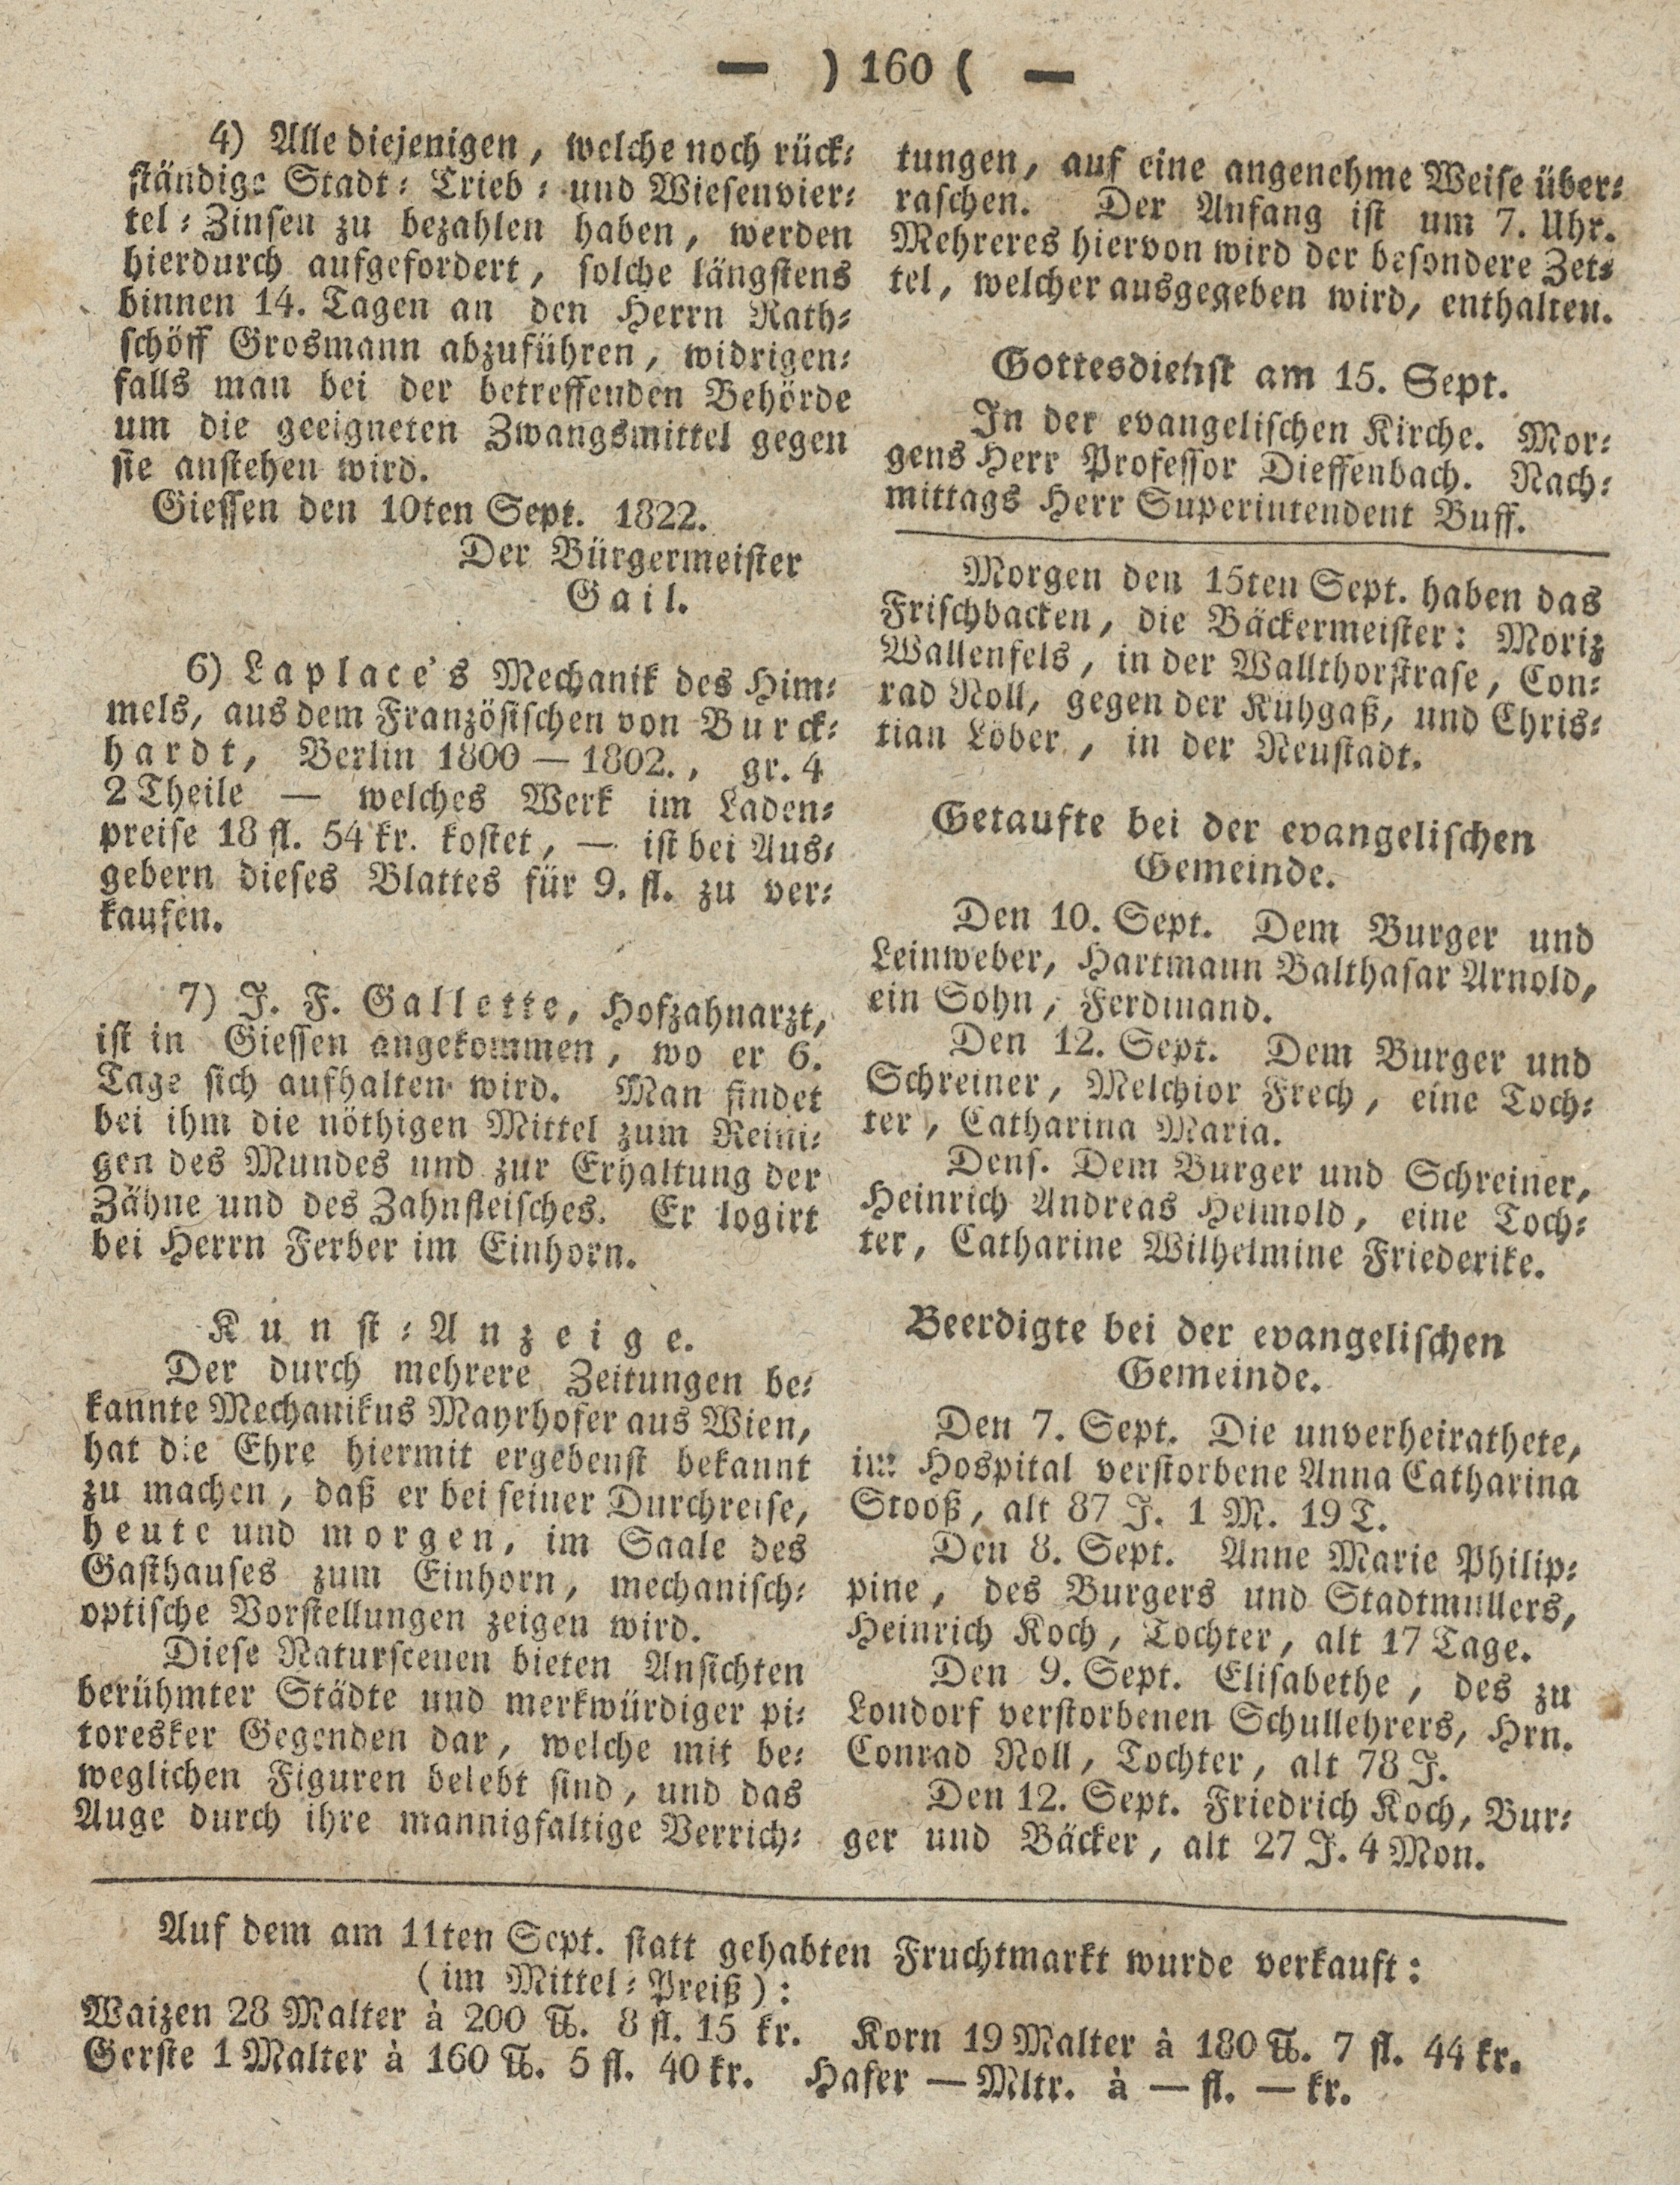 — ) 160 ( —
4) Alle diejenigen, welche noch rück-
ständige Stadt- Trieb- und Wiesenvier-
tel-Zinsen zu bezahlen haben, werden
hierdurch aufgefordert, solche längstens
binnen 14. Tagen an den Herrn Rath-
schöff Grosmann abzuführen, widrigen-
falls man bei der betreffenden Behörde
um die geeigneten Zwangsmittel gegen
sie anstehen wird.
Giessen den 10ten Sept. 1822.
Der Bürgermeister
Gail.
6) Laplace's Mechanik des Him-
mels, aus dem Französischen von Burck-
hardt, Berlin 1800 — 1802., gr. 4
2 Theile — welches Werk im Laden-
preise 18 fl. 54 kr. kostet, — ist bei Aus-
gebern dieses Blattes für 9. fl. zu ver-
kaufen.
7) J. F. Gallette, Hofzahnarzt,
ist in Giessen angekommen, wo er 6.
Tage sich aufhalten wird. Man findet
bei ihm die nöthigen Mittel zum Reini-
gen des Mundes und zur Erhaltung der
Zähne und des Zahnfleisches. Er logirt
bei Herrn Ferber im Einhorn.
Kunst-Anzeige.
Der durch mehrere Zeitungen be-
kannte Mechanikus Mayrhofer aus Wien,
hat die Ehre hiermit ergebenst bekannt
zu machen, daß er bei seiner Durchreise,
heute und morgen, im Saale des
Gasthauses zum Einhorn, mechanisch-
optische Vorstellungen zeigen wird.
Diese Naturscenen bieten Ansichten
berühmter Städte und merkwürdiger pi-
toresker Gegenden dar, welche mit be-
weglichen Figuren belebt sind, und das
Auge durch ihre mannigfaltige Verrich-
tungen, auf eine angenehme Weise über-
raschen. Der Anfang ist um 7. Uhr.
Mehreres hiervon wird der besondere Zet-
tel, welcher ausgegeben wird, enthalten.
Gottesdienst am 15. Sept.
In der evangelischen Kirche. Mor-
gens Herr Professor Dieffenbach. Nach-
mittags Herr Superintendent Buff.
Morgen den 15ten Sept. haben das
Frischbacken, die Bäckermeister: Moriz
Wallenfels, in der Wallthorstrase, Con-
rad Noll, gegen der Kühgaß, und Chris-
tian Löber, in der Neustadt.
Getaufte bei der evangelischen
Gemeinde.
Den 10. Sept. Dem Burger und
Leinweber, Hartmann Balthasar Arnold,
ein Sohn, Ferdinand.
Den 12. Sept. Dem Burger und
Schreiner, Melchior Frech, eine Toch-
ter, Catharina Maria.
Dens. Dem Burger und Schreiner,
Heinrich Andreas Helmold, eine Toch-
ter, Catharine Wilhelmine Friederike.
Beerdigte bei der evangelischen
Gemeinde.
Den 7. Sept. Die unverheirathete,
im Hospital verstorbene Anna Catharina
Stooß, alt 87 J. 1 M. 19 T.
Den 8. Sept. Anne Marie Philip-
pine, des Burgers und Stadtmullers,
Heinrich Koch, Tochter, alt 17 Tage.
Den 9. Sept. Elisabethe, des zu
Londorf verstorbenen Schullehrers, Hrn.
Conrad Noll, Tochter, alt 78 J.
Den 12. Sept. Friedrich Koch, Bur-
ger und Bäcker, alt 27 J. 4 Mon.
Auf dem am 11ten Sept. statt gehabten Fruchtmarkt wurde verkauft:
(im Mittel-Preiß):
Waizen 28 Malter à 200 ℔. 8 fl. 15 kr. Korn 19 Malter à 180 ℔. 7 fl. 44 kr.
Gerste 1 Malter à 160 ℔. 5 fl. 40 kr. Hafer — Mltr. à — fl. — kr.